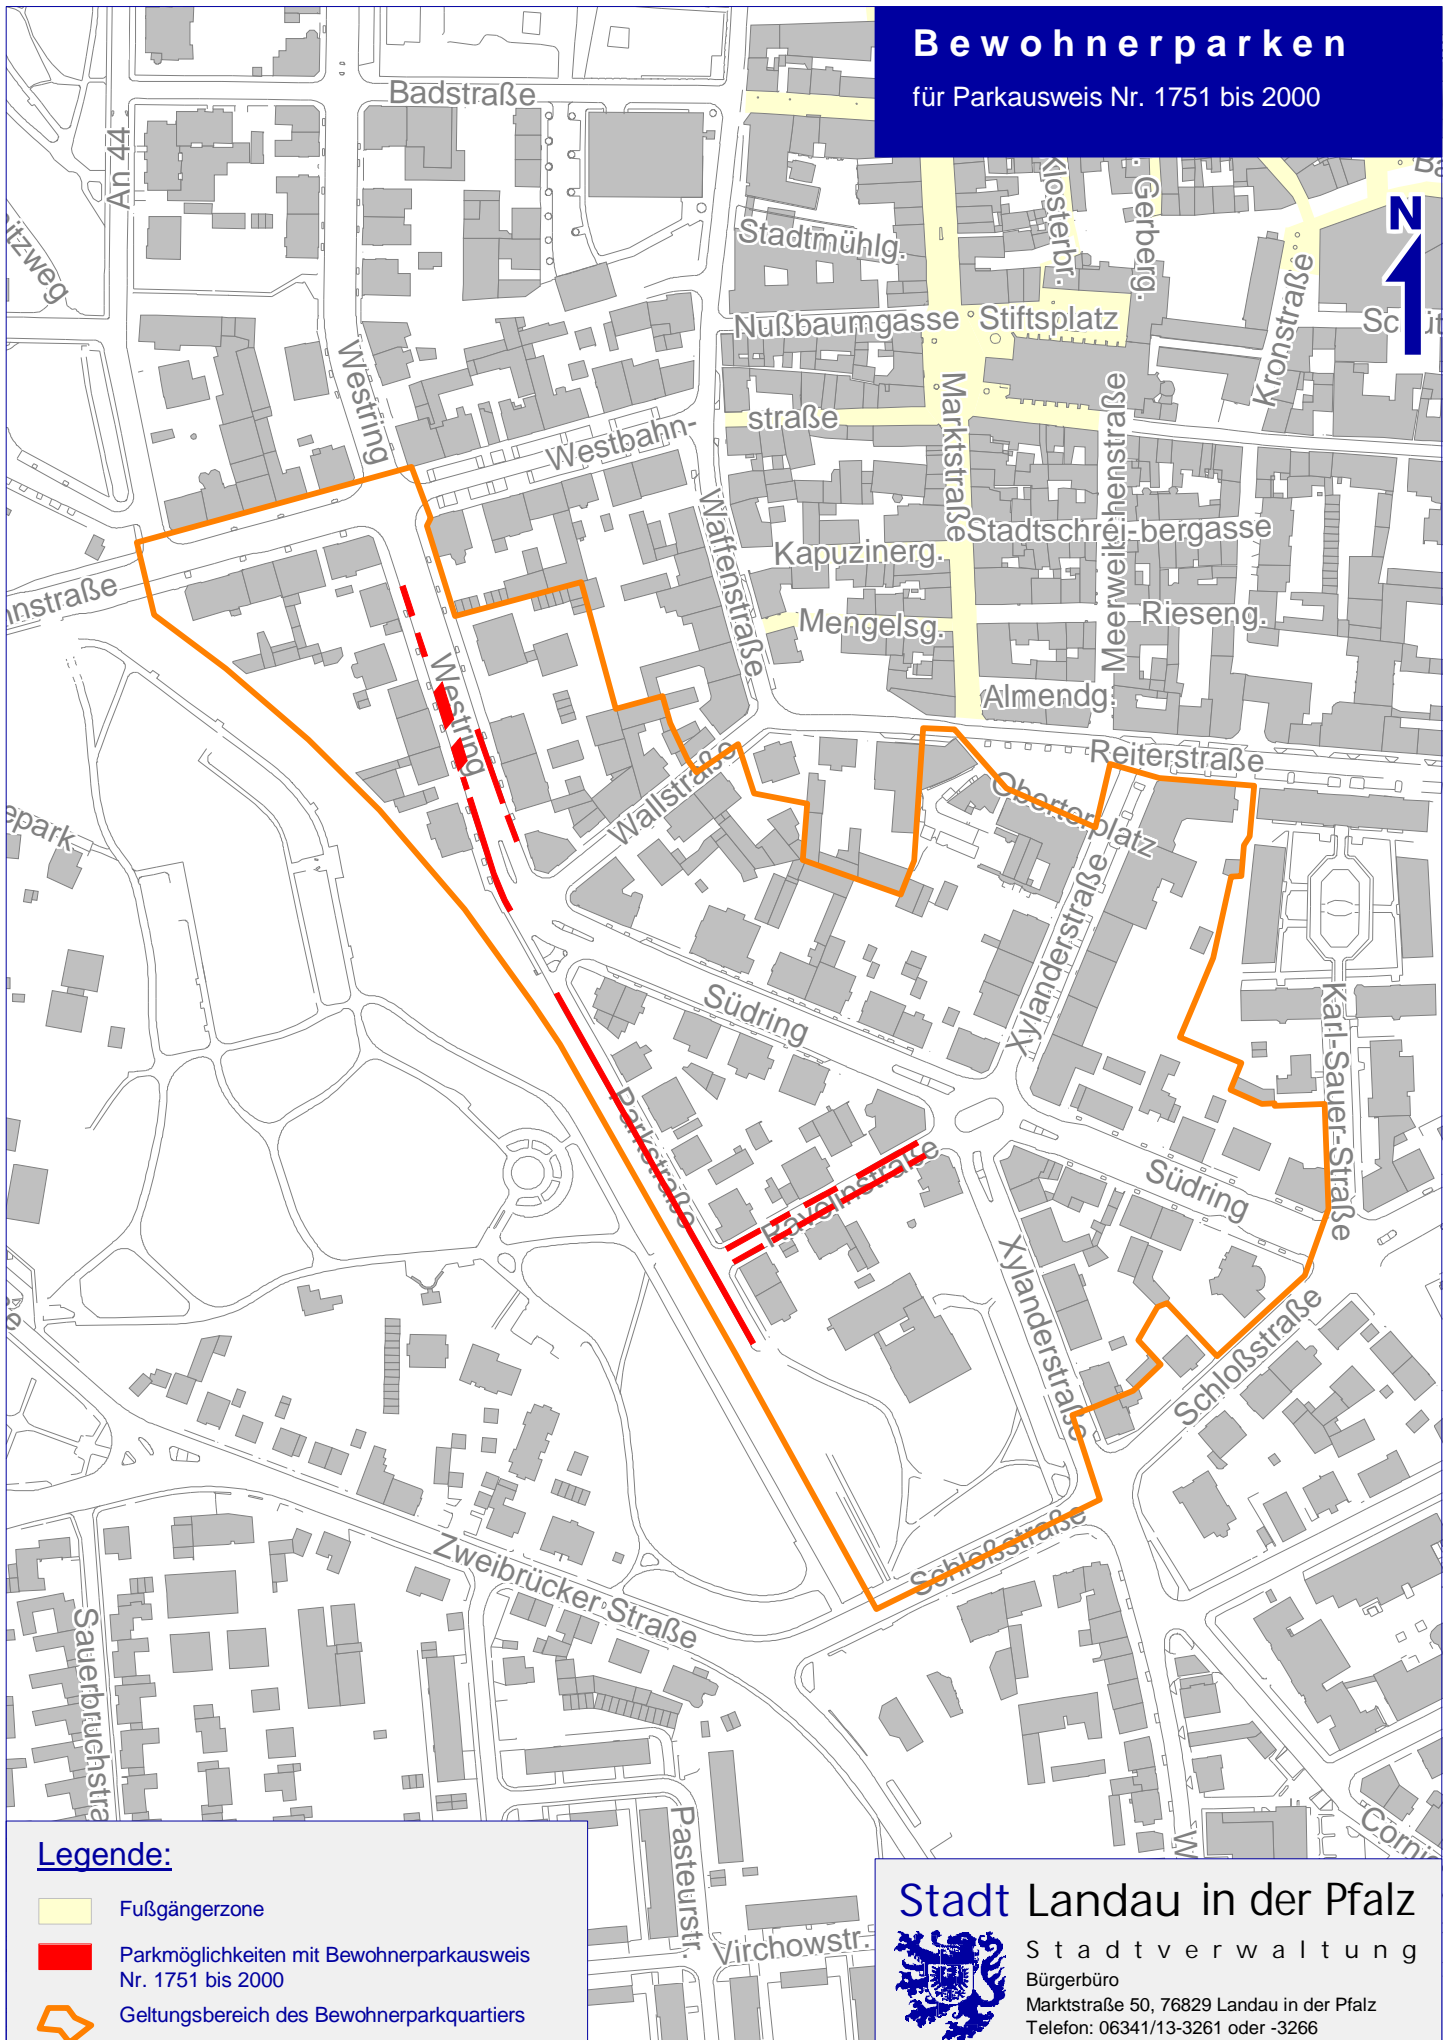 Bewohnerparken
für Parkausweis Nr. 1751 bis 2000
Badstraße
An 44
Klosterbr.
Gerberg.
N
Stadtmühlg.
Nußbaumgasse
Stiftsplatz
Kronstraße
Westring
straße
Westbahn-
Marktstraße
Meerweibchenstraße
Waffenstraße
Stadtschrei-bergasse
Kapuzinerg.
Mengelsg.
Rieseng.
Almendg.
nnstraße
Westring
Reiterstraße
Obertorplatz
Wallstraße
epark
Xylanderstraße
Südring
Karl-Sauer-Straße
Parkstraße
Ravelinstraße
Südring
Xylanderstraße
Schloßstraße
Schloßstraße
Zweibrücker Straße
Sauerbruchstra
Pasteurstr.
Virchowstr.
W
Legende:
Fußgängerzone
Parkmöglichkeiten mit Bewohnerparkausweis
Nr. 1751 bis 2000
Geltungsbereich des Bewohnerparkquartiers
Stadt Landau in der Pfalz
Stadtverwaltung
Bürgerbüro
Marktstraße 50, 76829 Landau in der Pfalz
Telefon: 06341/13-3261 oder -3266